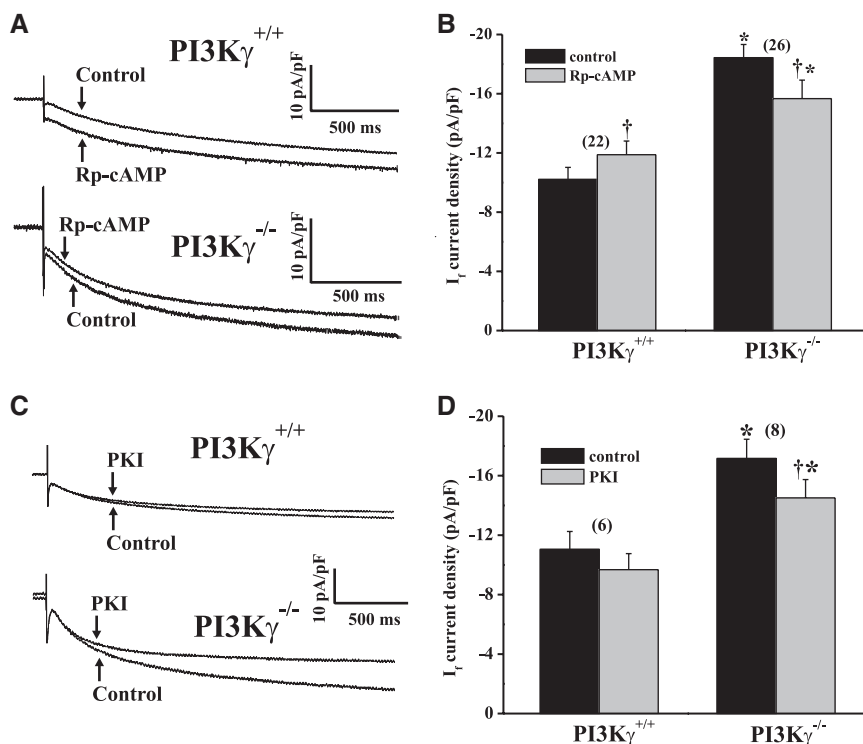 A
PI3Kγ+/+
Control
10 pA/pF
500 ms
Rp-cAMP
Rp-cAMP
PI3Kγ-/-
10 pA/pF
500 ms
Control
B
-20
-16
-12
-8
-4
0
If current density (pA/pF)
control
Rp-cAMP
* (26)
†*
(22) †
PI3Kγ+/+ PI3Kγ-/-
C
PI3Kγ+/+
PKI
Control
PKI
PI3Kγ-/-
10 pA/pF
500 ms
Control
D
-20
-16
-12
-8
-4
0
If current density (pA/pF)
control
PKI
* (8)
†*
(6)
PI3Kγ+/+ PI3Kγ-/-